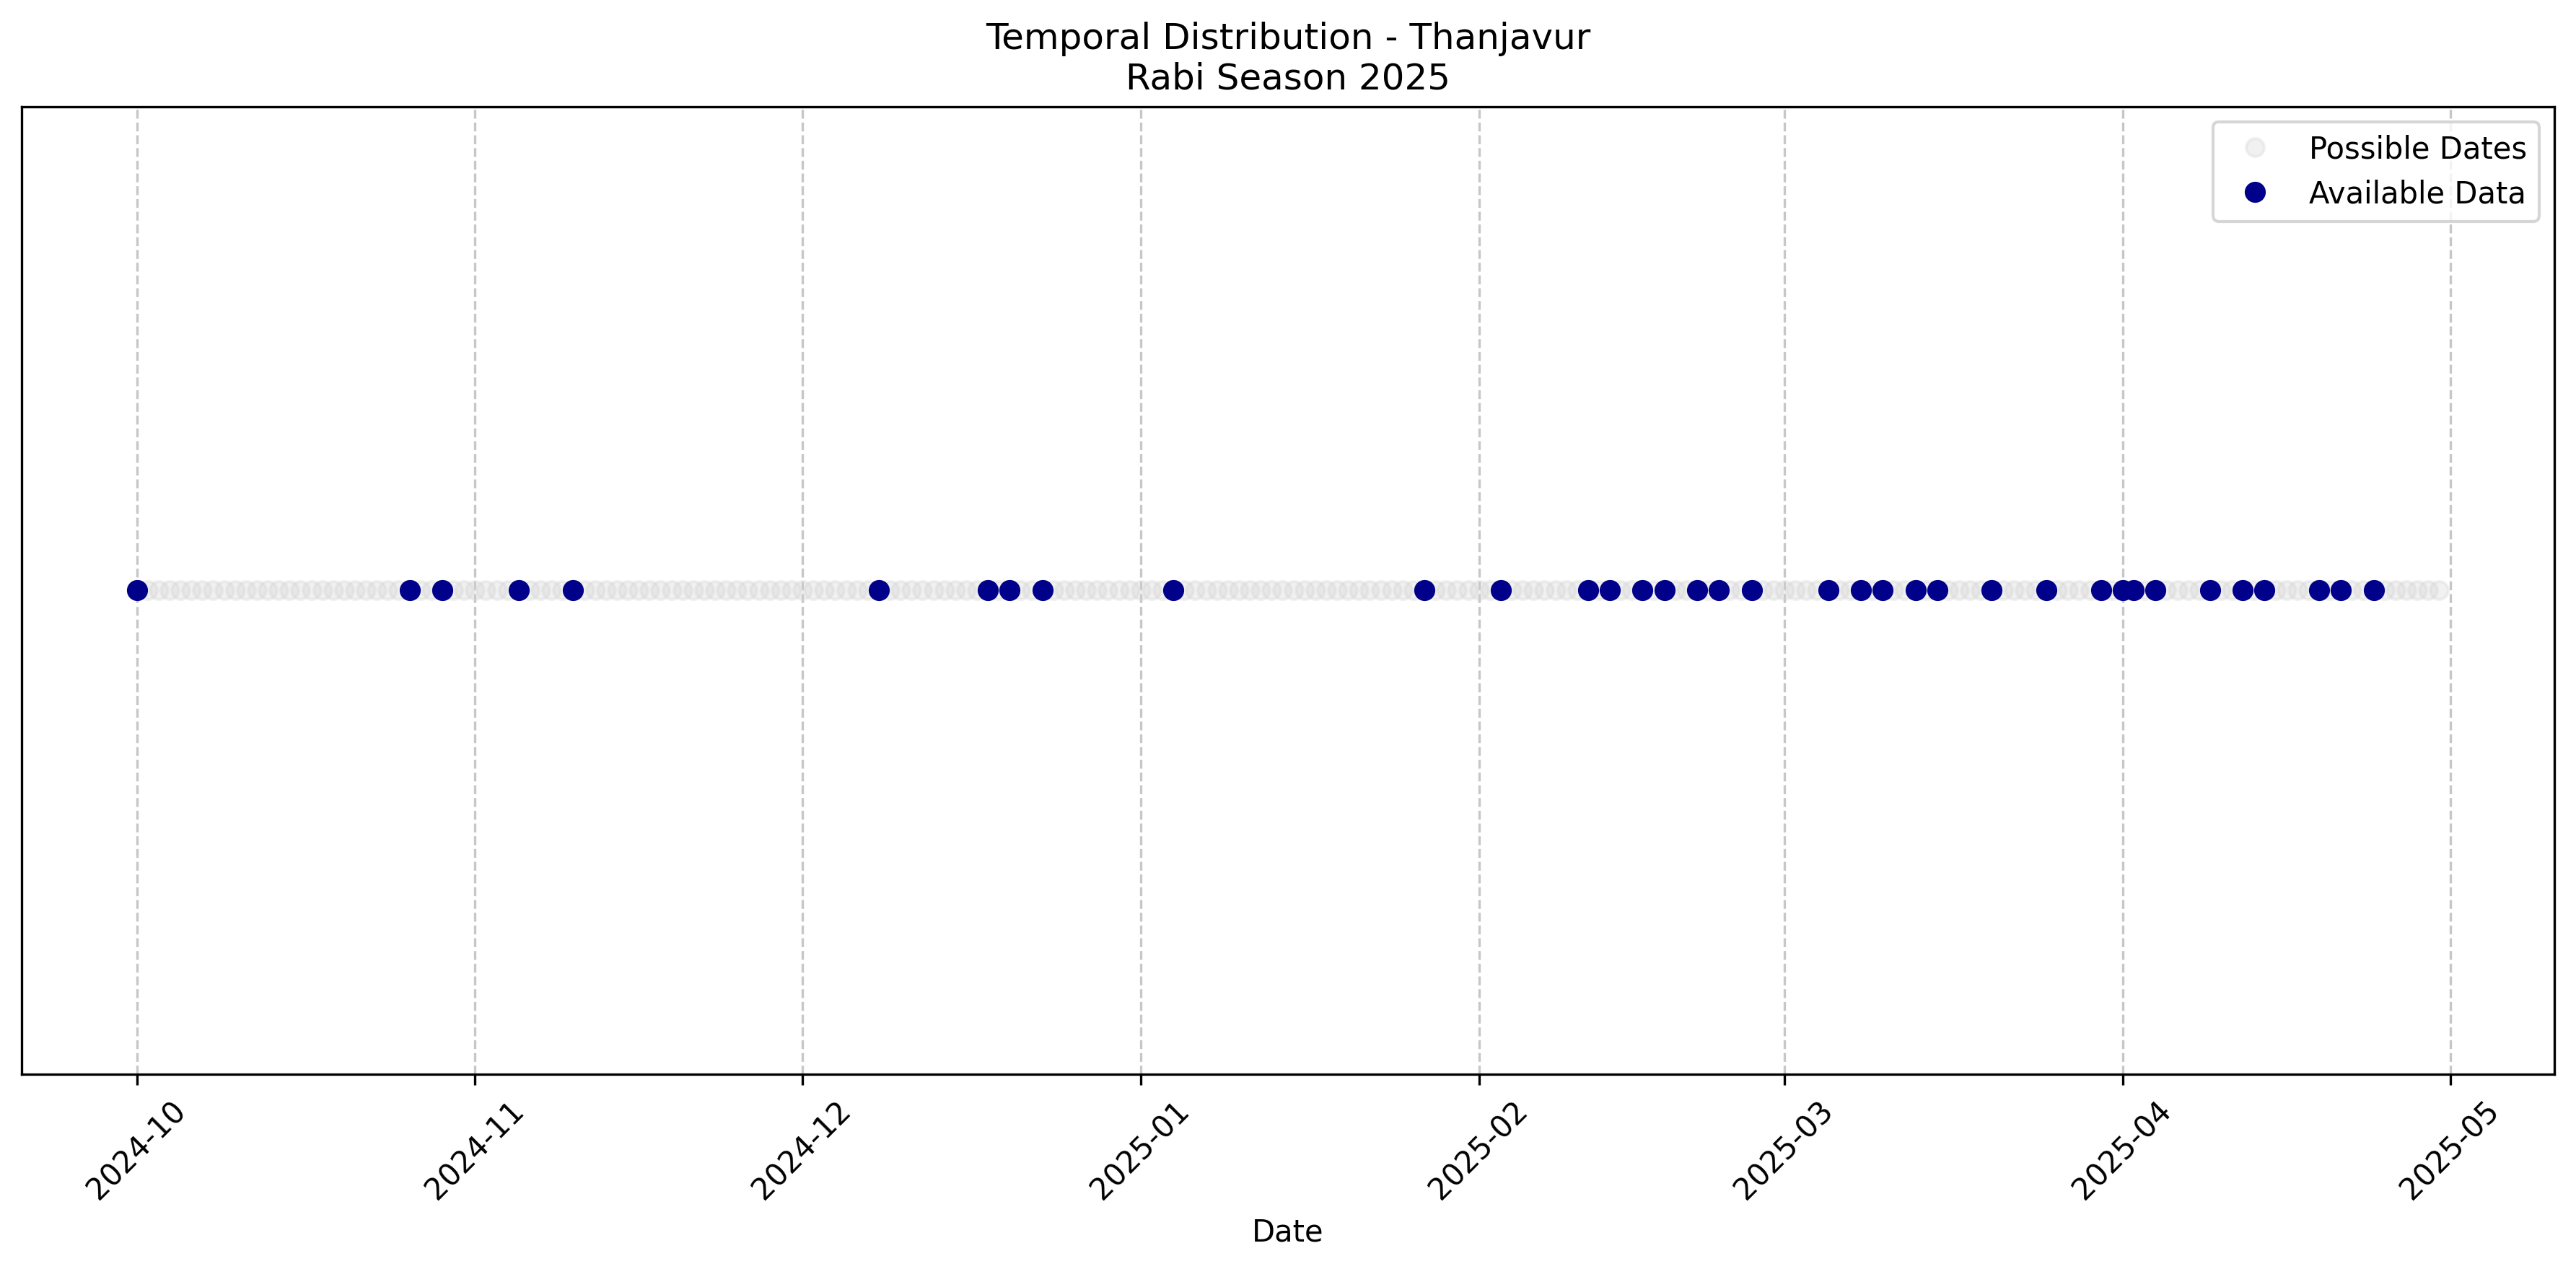 Temporal Distribution - Thanjavur
Rabi Season 2025
Possible Dates
Available Data
2024-10
2024-11
2024-12
2025-01
2025-02
2025-03
2025-04
2025-05
Date